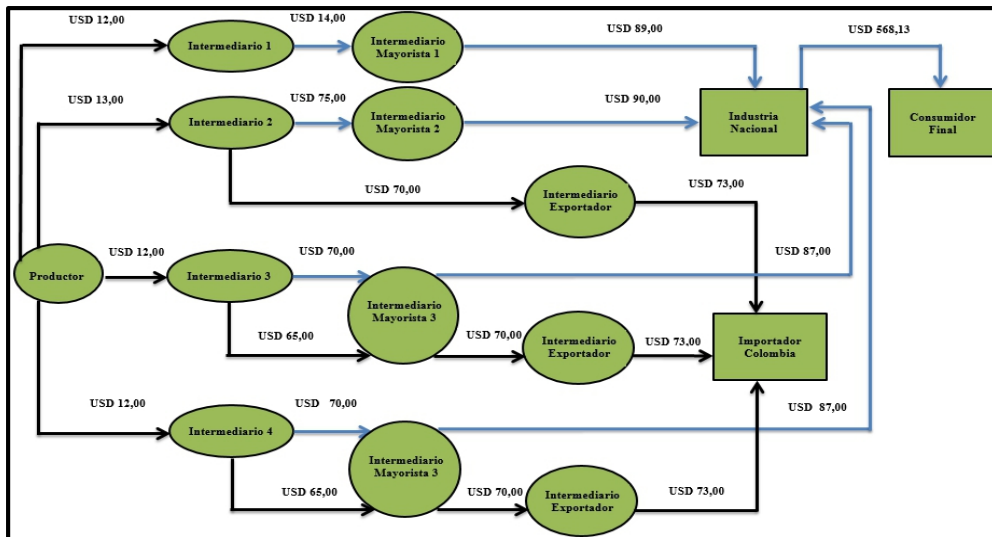 USD 12,00
USD 14,00
USD 89,00
USD 568,13
Intermediario 1
Intermediario
Mayorista 1
USD 13,00
USD 75,00
USD 90,00
Intermediario 2
Intermediario
Mayorista 2
Industria
Nacional
Consumidor
Final
USD 70,00
Intermediario
Exportador
USD 73,00
Productor
USD 12,00
Intermediario 3
USD 70,00
USD 87,00
Intermediario
Mayorista 3
USD 65,00
USD 70,00
Intermediario
Exportador
USD 73,00
Importador
Colombia
USD 12,00
Intermediario 4
USD 70,00
USD 87,00
Intermediario
Mayorista 3
USD 65,00
USD 70,00
Intermediario
Exportador
USD 73,00